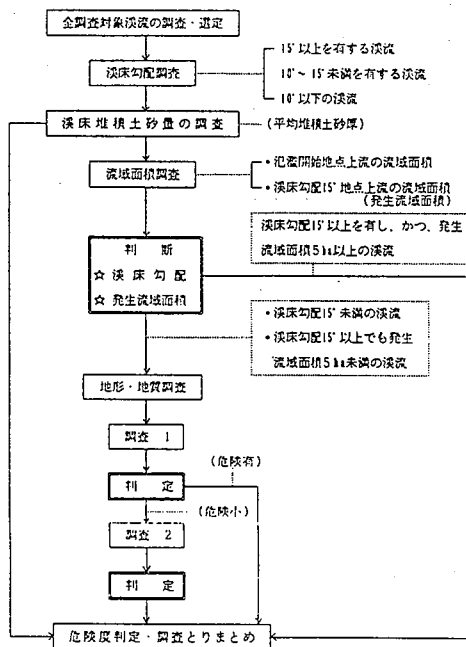 全調査対象渓流の調査・選定
渓床勾配調査
15°以上を有する渓流
10°～15°未満を有する渓流
10°以下の渓流
渓床堆積土砂量の調査
(平均堆積土砂厚)
流域面積調査
・氾濫開始地点上流の流域面積
・渓床勾配15°地点上流の流域面積
(発生流域面積)
渓床勾配15°以上を有し、かつ、発生
流域面積5ha以上の渓流
判 断
☆ 渓 床 勾 配
☆ 発生流域面積
・渓床勾配15°未満の渓流
・渓床勾配15°以上でも発生
流域面積5ha未満の渓流
地形・地質調査
調査 1
(危険有)
判 定
(危険小)
調査 2
判 定
危険度判定・調査とりまとめ